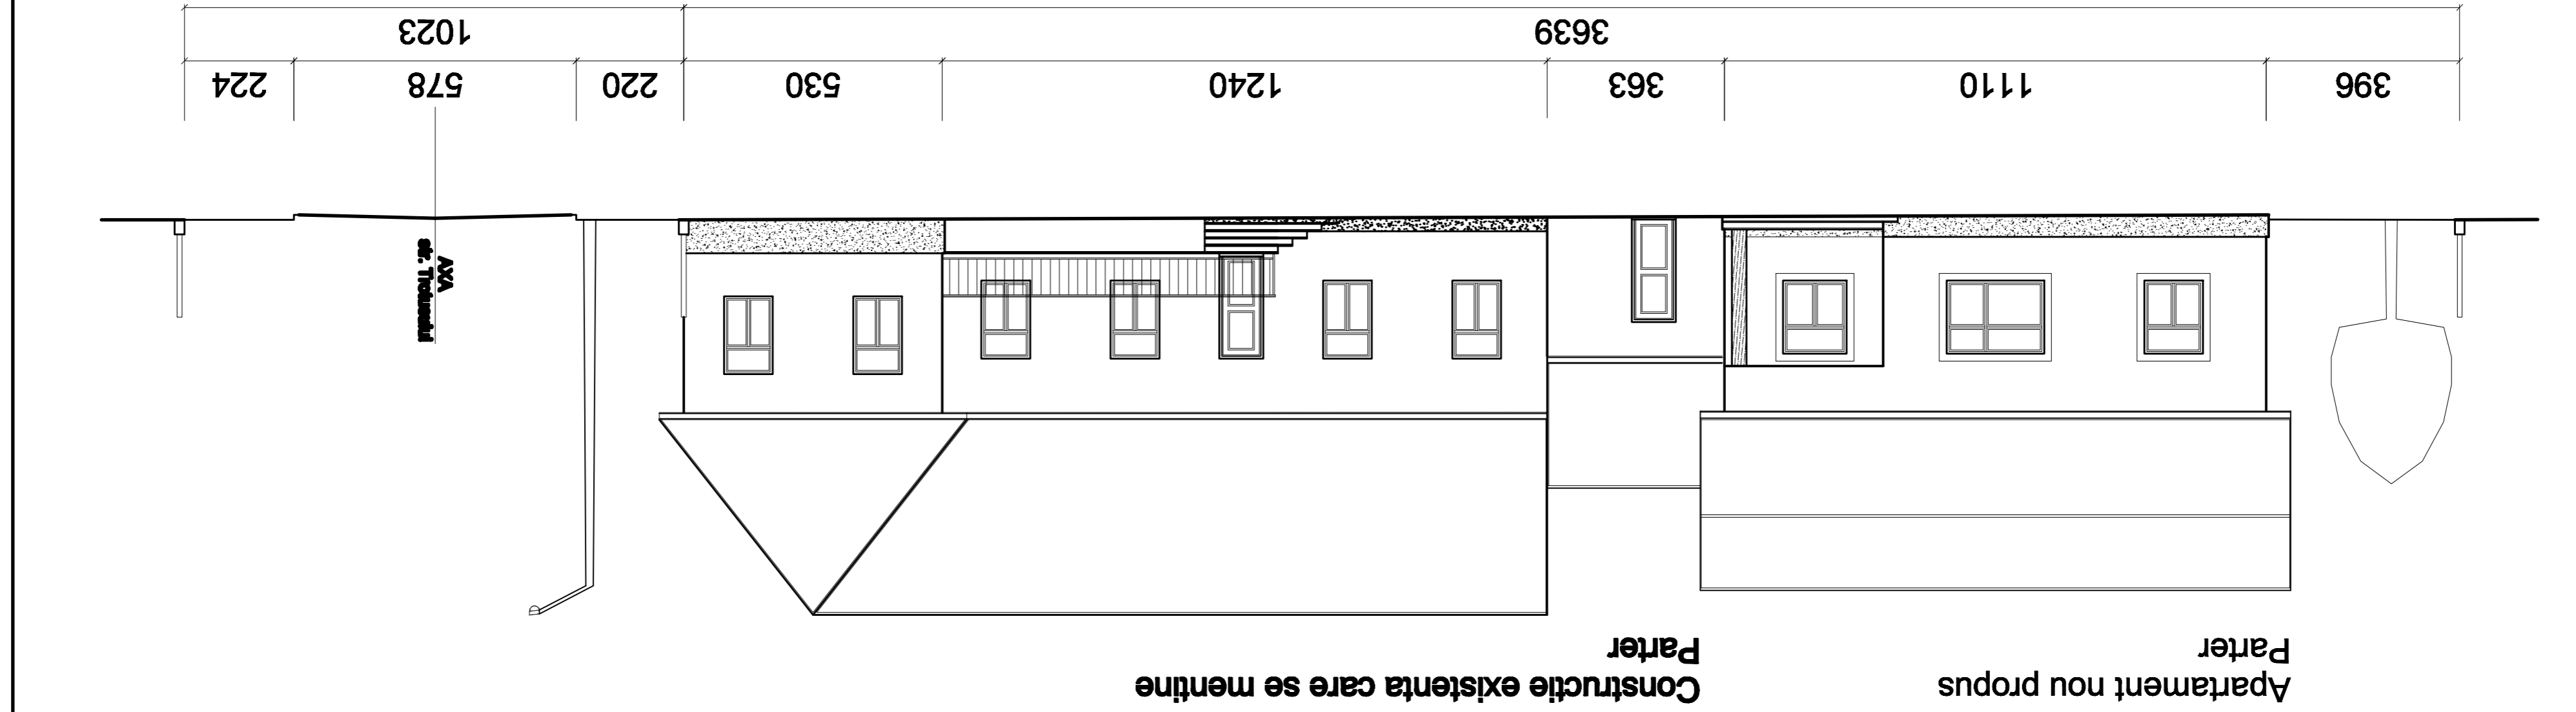 Apartament nou propus
Parter
Constructie existenta care se mentine
Parter
AXA
str. Trotusului
396 1110 363 1240 530 220 578 224
3639 1023